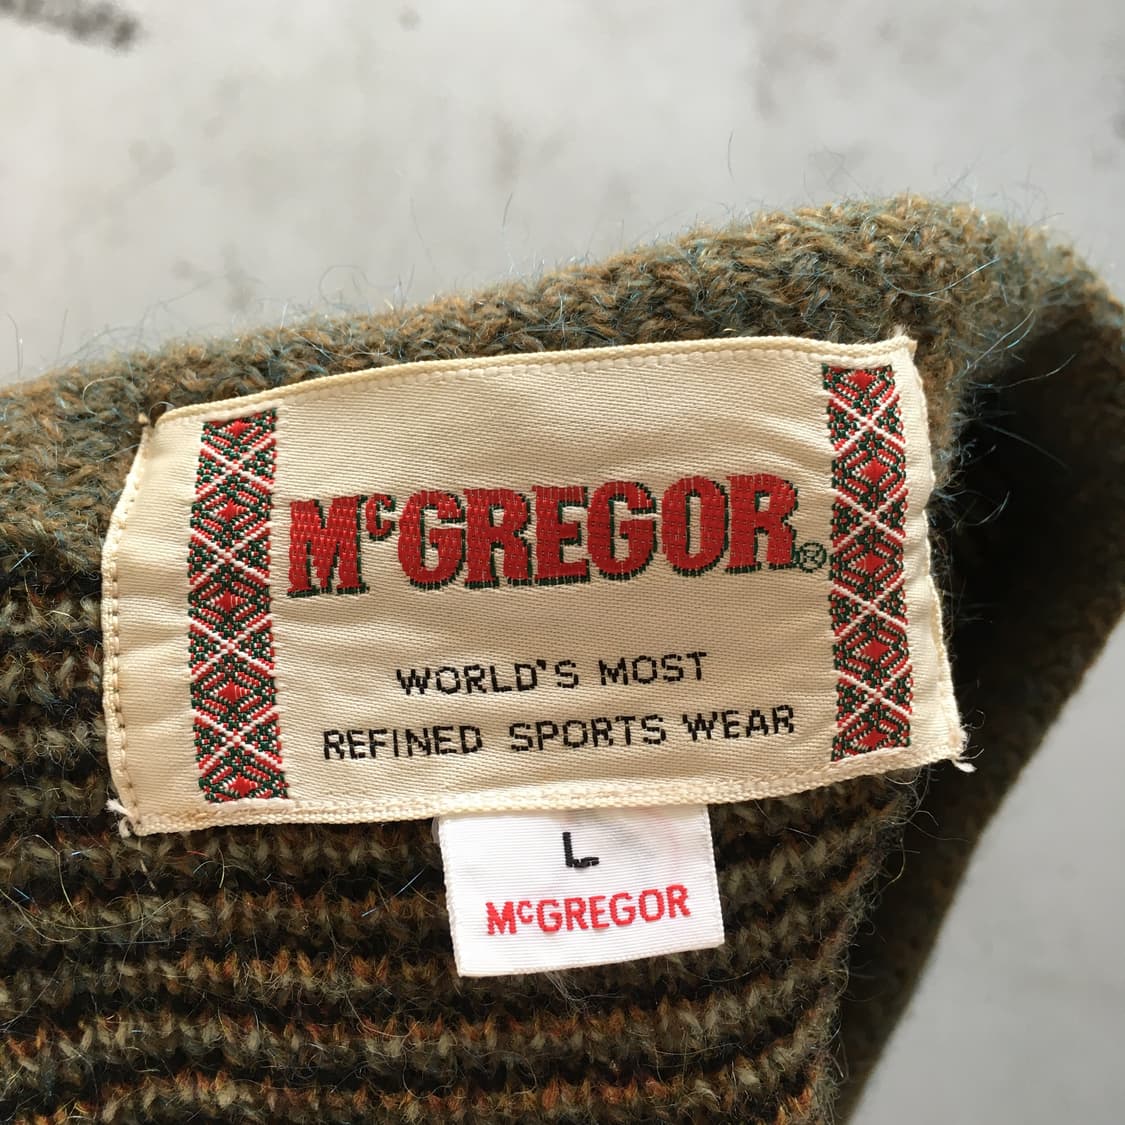 McGREGOR®
WORLD'S MOST
REFINED SPORTS WEAR
L
McGREGOR